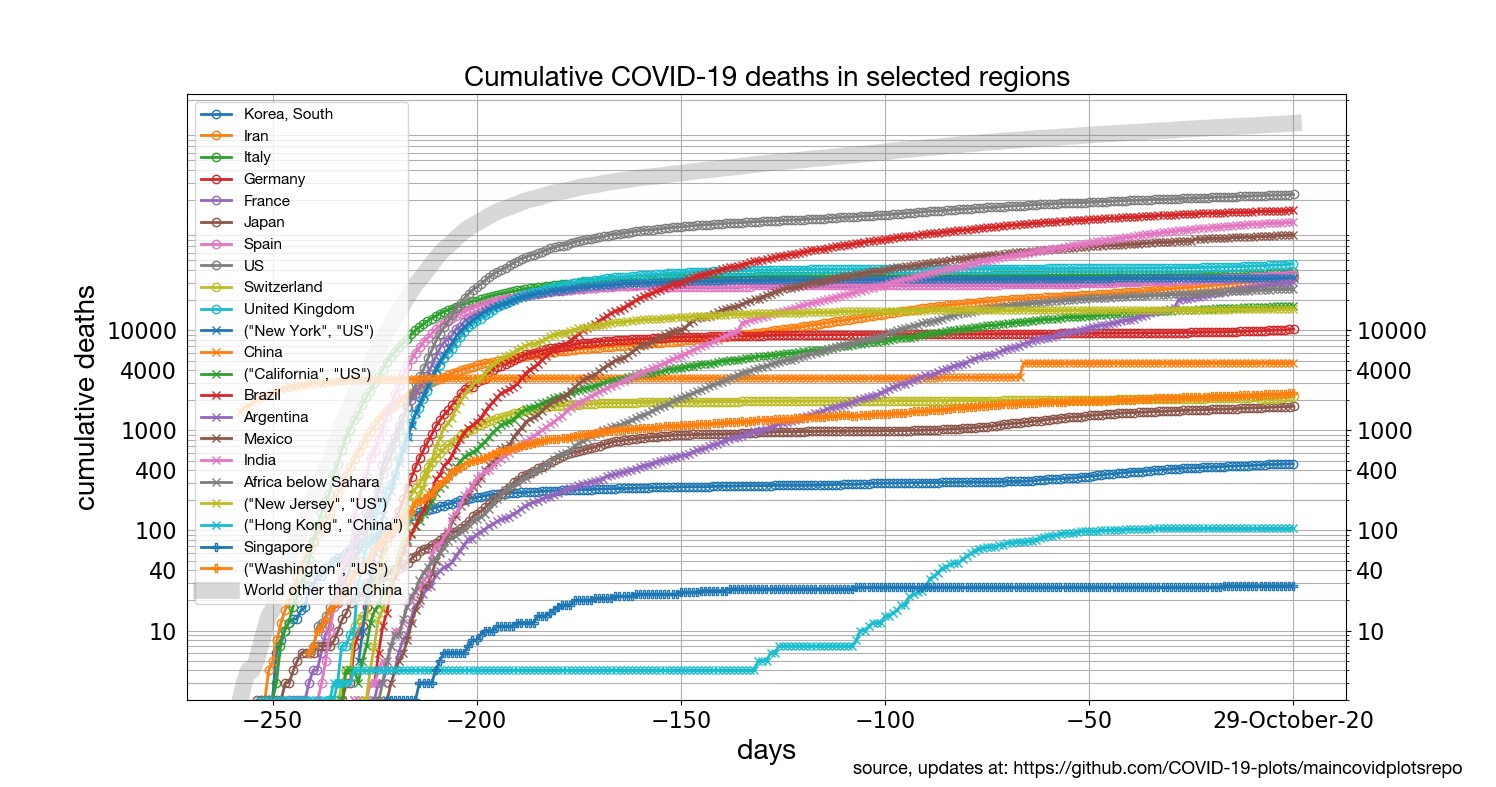 Cumulative COVID-19 deaths in selected regions
Korea, South
Iran
Italy
Germany
France
Japan
Spain
US
Switzerland
United Kingdom
("New York", "US")
China
("California", "US")
Brazil
Argentina
Mexico
India
Africa below Sahara
("New Jersey", "US")
("Hong Kong", "China")
Singapore
("Washington", "US")
World other than China
cumulative deaths
10000
4000
1000
400
100
40
10
10000
4000
1000
400
100
40
10
−250
−200
−150
−100
−50
29-October-20
days
source, updates at: https://github.com/COVID-19-plots/maincovidplotsrepo